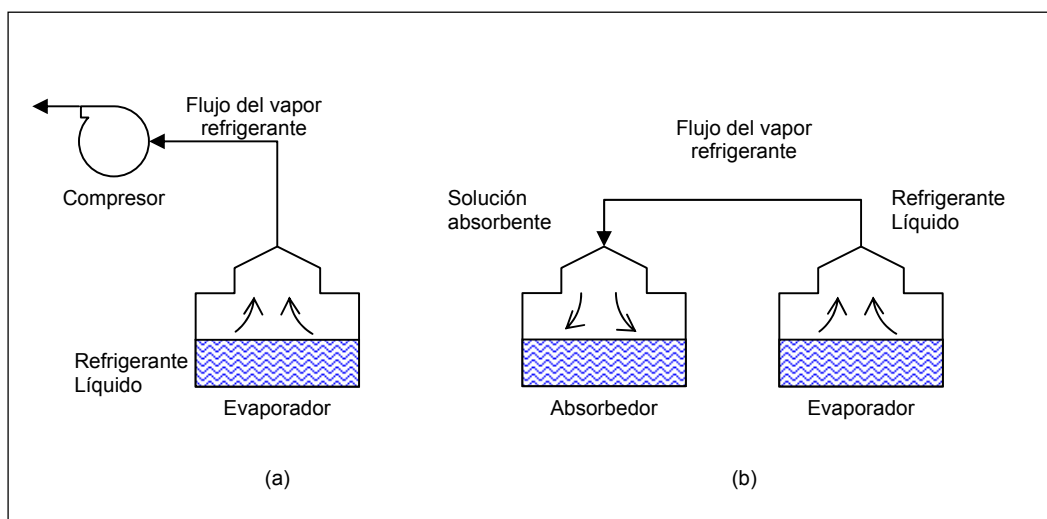 Flujo del vapor
refrigerante
Compresor
Refrigerante
Líquido
Evaporador
(a)
Flujo del vapor
refrigerante
Solución
absorbente
Refrigerante
Líquido
Absorbedor
Evaporador
(b)